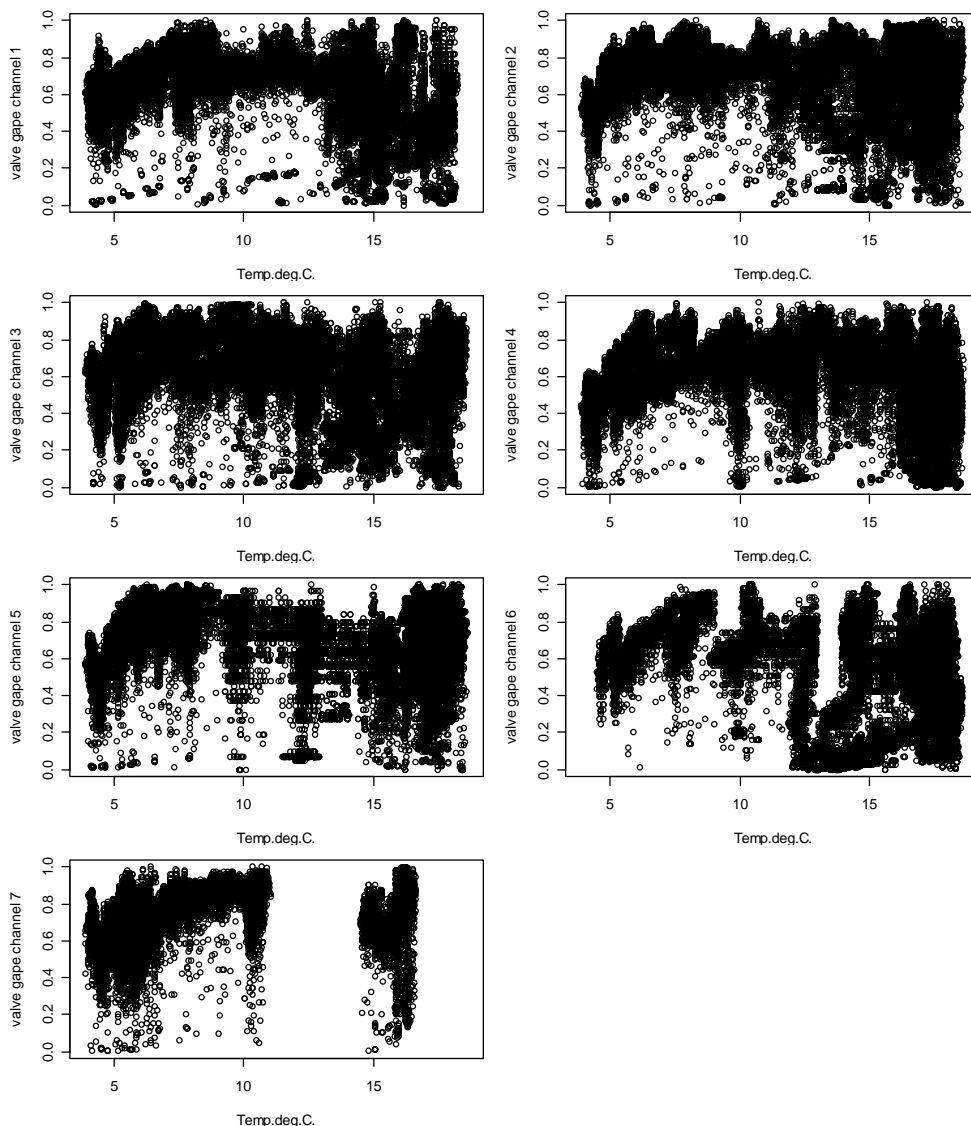 valve gape channel 1
0.0 0.2 0.4 0.6 0.8 1.0
5 10 15
Temp.deg.C.
valve gape channel 2
0.0 0.2 0.4 0.6 0.8 1.0
5 10 15
Temp.deg.C.
valve gape channel 3
0.0 0.2 0.4 0.6 0.8 1.0
5 10 15
Temp.deg.C.
valve gape channel 4
0.0 0.2 0.4 0.6 0.8 1.0
5 10 15
Temp.deg.C.
valve gape channel 5
0.0 0.2 0.4 0.6 0.8 1.0
5 10 15
Temp.deg.C.
valve gape channel 6
0.0 0.2 0.4 0.6 0.8 1.0
5 10 15
Temp.deg.C.
valve gape channel 7
0.0 0.2 0.4 0.6 0.8 1.0
5 10 15
Temp.deg.C.